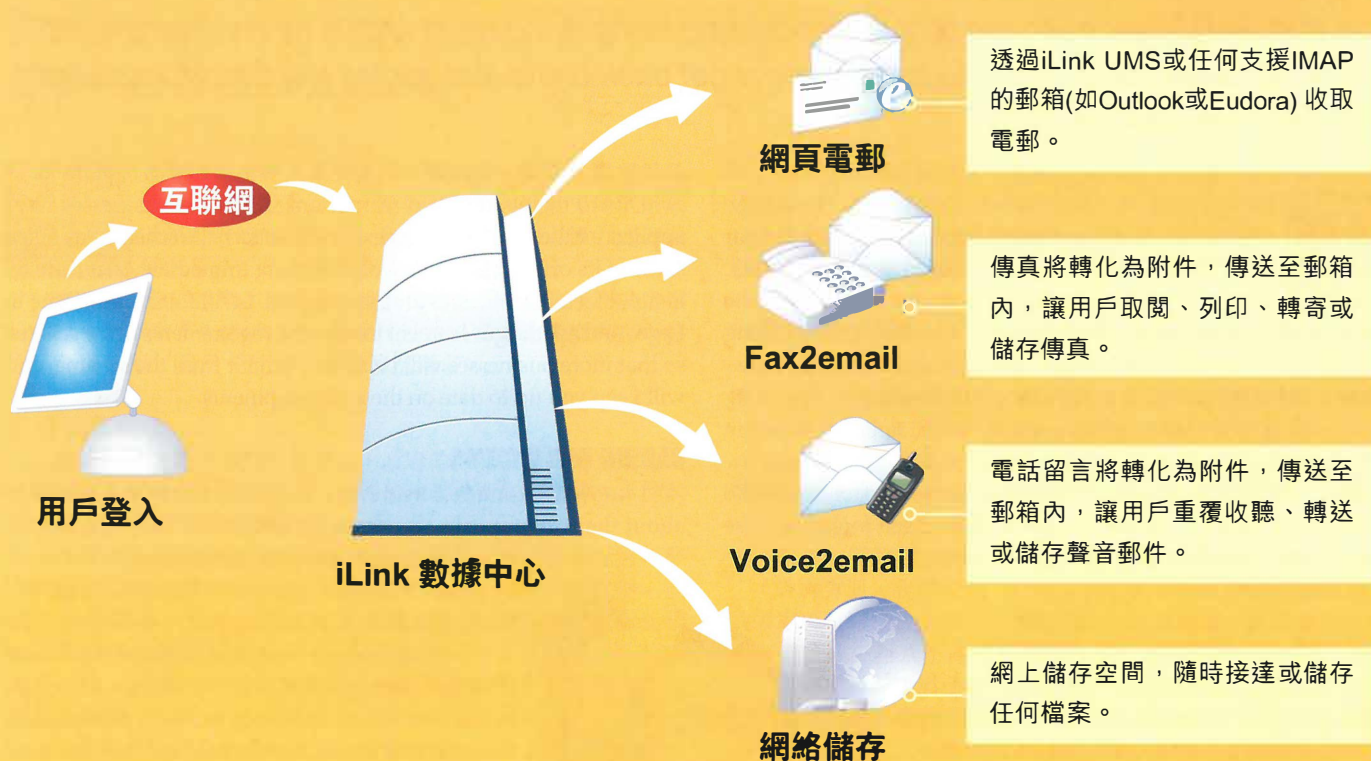 互聯網
用戶登入
iLink 數據中心
網頁電郵
透過iLink UMS或任何支援IMAP
的郵箱(如Outlook或Eudora) 收取
電郵。
Fax2email
傳真將轉化為附件，傳送至郵箱
內，讓用戶取閱、列印、轉寄或
儲存傳真。
Voice2email
電話留言將轉化為附件，傳送至
郵箱內，讓用戶重覆收聽、轉送
或儲存聲音郵件。
網絡儲存
網上儲存空間，隨時接達或儲存
任何檔案。